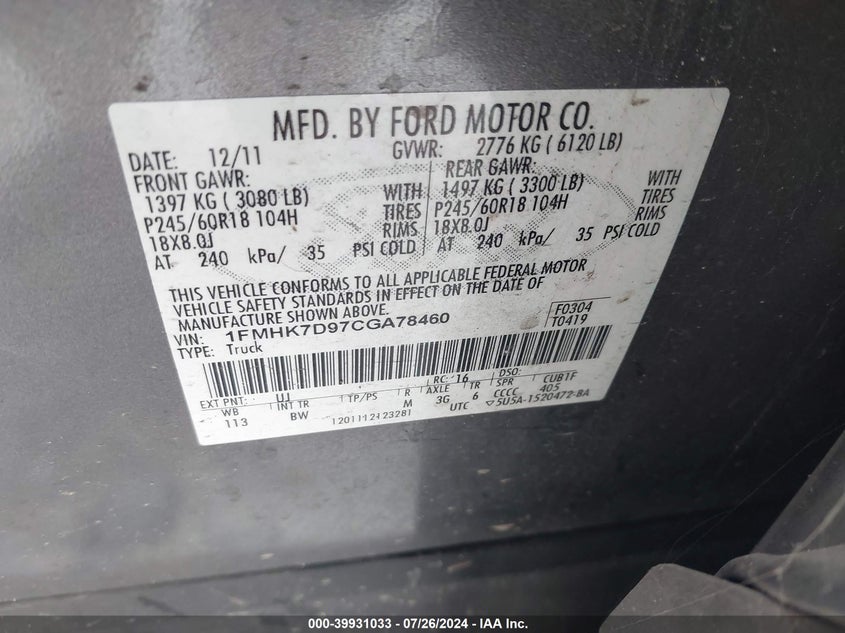 MFD. BY FORD MOTOR CO.
DATE: 12/11 GVWR: 2776 KG ( 6120 LB)
FRONT GAWR: REAR GAWR:
1397 KG ( 3080 LB) WITH 1497 KG ( 3300 LB) WITH
P245/60R18 104H TIRES P245/60R18 104H TIRES
18X8.0J RIMS 18X8.0J RIMS
AT 240 kPa/ 35 PSI COLD AT 240 kPa/ 35 PSI COLD
THIS VEHICLE CONFORMS TO ALL APPLICABLE FEDERAL MOTOR
VEHICLE SAFETY STANDARDS IN EFFECT ON THE DATE OF
MANUFACTURE SHOWN ABOVE.
VIN: 1FMHK7D97CGA78460 F0304
TYPE: Truck T0419
EXT PNT: UJ RC: 16 DSO:
WB INT TR TP/PS R AXLE TR SPR CUB1F
113 BW M 3G 6 CCCC 405
1201112423281 UTC ▽5U5A-1520472-BA
000-39931033 - 07/26/2024 - IAA Inc.